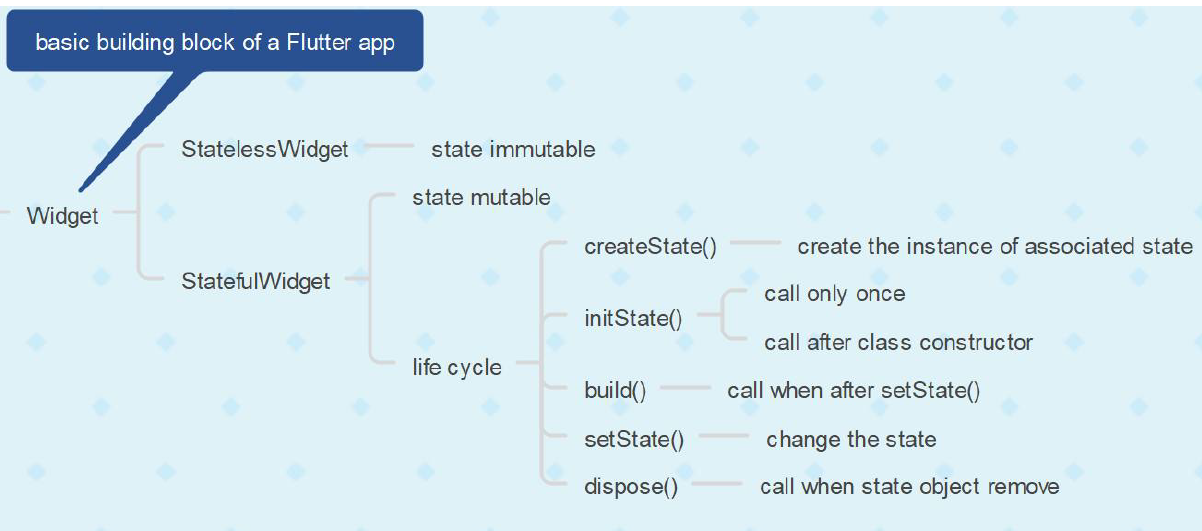 basic building block of a Flutter app
StatelessWidget
state immutable
state mutable
Widget
createState()
create the instance of associated state
StatefulWidget
call only once
initState()
call after class constructor
life cycle
build()
call when after setState()
setState()
change the state
dispose()
call when state object remove